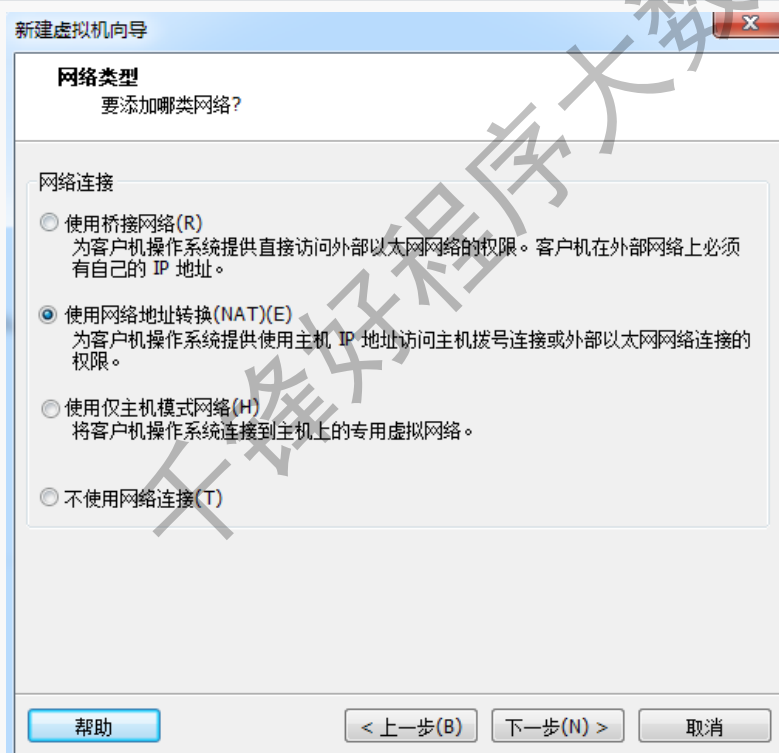 新建虚拟机向导
网络类型
要添加哪类网络?
网络连接
使用桥接网络(R)
为客户机操作系统提供直接访问外部以太网网络的权限。客户机在外部网络上必须
有自己的 IP 地址。
使用网络地址转换(NAT)(E)
为客户机操作系统提供使用主机 IP 地址访问主机拨号连接或外部以太网网络连接的
权限。
使用仅主机模式网络(H)
将客户机操作系统连接到主机上的专用虚拟网络。
不使用网络连接(T)
帮助
< 上一步(B)
下一步(N) >
取消
千锋好程序大数